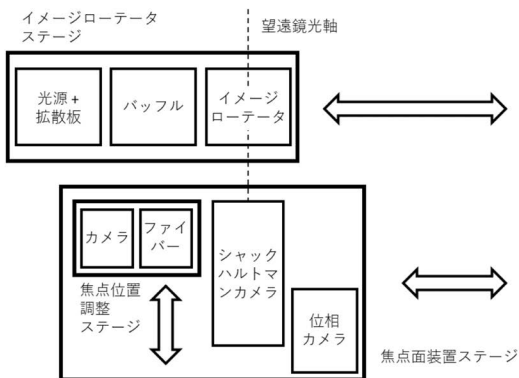 イメージローテータ
ステージ
望遠鏡光軸
光源+
拡散板
バッフル
イメージ
ローテータ
カメラ
ファイ
バー
シャック
ハルトマ
ンカメラ
焦点位置
調整
ステージ
位相
カメラ
焦点面装置ステージ